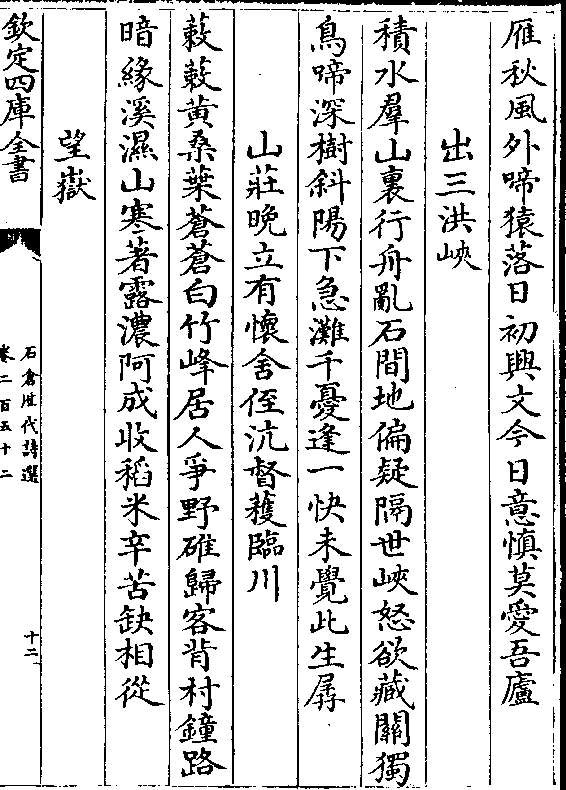 雁秋風外啼猿落日初興文今日意慎莫愛吾廬
出三洪峽
積水羣山裏行舟亂石間地偏疑隔世峽怒欲藏關獨
鳥啼深樹斜陽下急灘千憂逢一快未覺此生孱
山莊晚立有懷舍侄沆督穫臨川
蔌蔌黃桑葉蒼蒼白竹峰居人爭野碓歸客背村鐘路
暗緣溪濕山寒著露濃阿成收稻米辛苦缺相從
望嶽
欽定四庫全書
石倉歷代詩選
卷二百五十二
十二